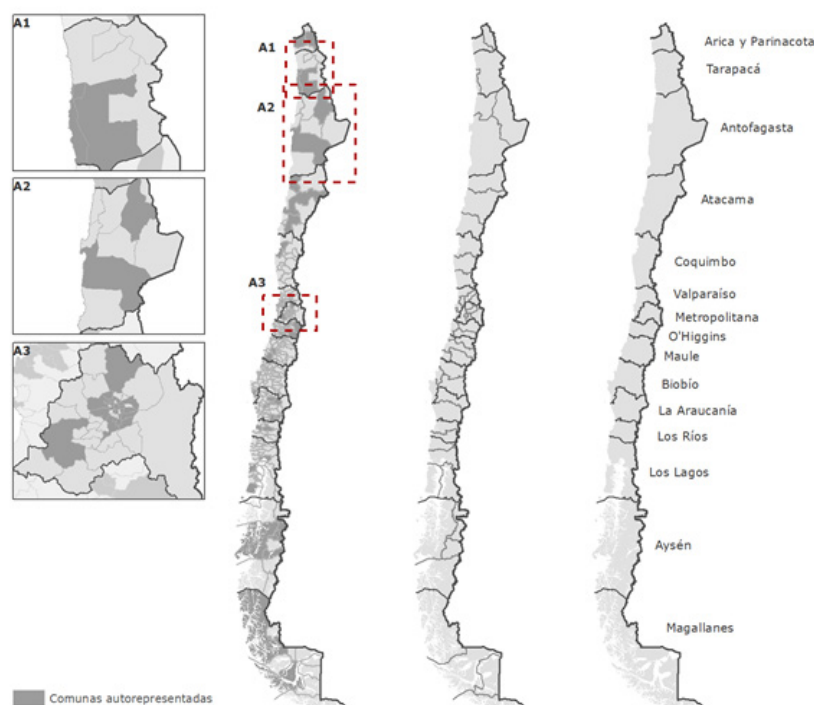 A1
A2
A3
A1
A2
A3
Arica y Parinacota
Tarapacá
Antofagasta
Atacama
Coquimbo
Valparaíso
Metropolitana
O'Higgins
Maule
Biobío
La Araucanía
Los Ríos
Los Lagos
Aysén
Magallanes
Comunas autorepresentadas